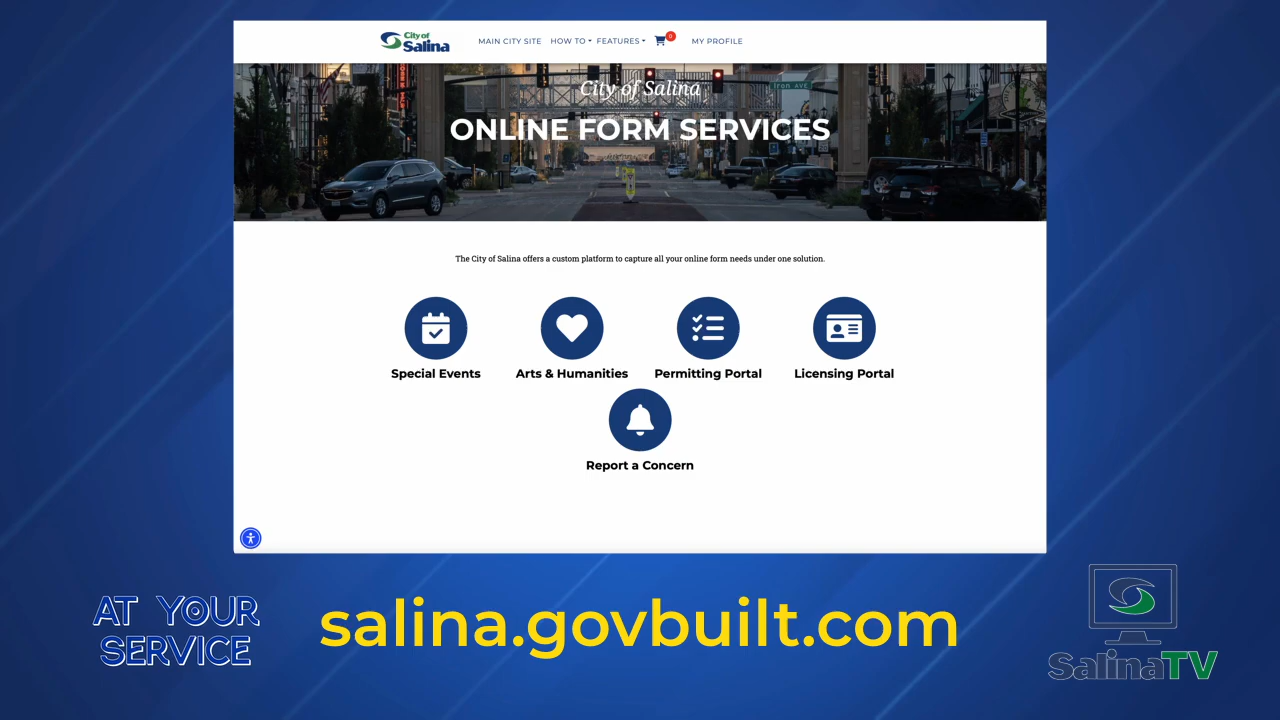 City of
Salina
MAIN CITY SITE HOW TO FEATURES 0 MY PROFILE
Iron AVE
City of Salina
ONLINE FORM SERVICES
The City of Salina offers a custom platform to capture all your online form needs under one solution.
Special Events Arts & Humanities Permitting Portal Licensing Portal
Report a Concern
AT YOUR
SERVICE
salina.govbuilt.com
SalinaTV